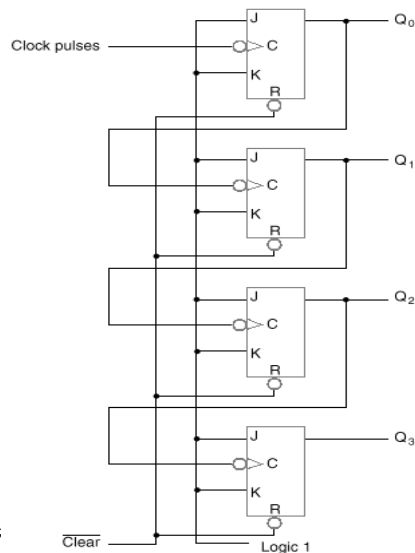 J Q₀
Clock pulses C
K
R
J Q₁
C
K
R
J Q₂
C
K
R
J Q₃
C
K
R
Clear Logic 1